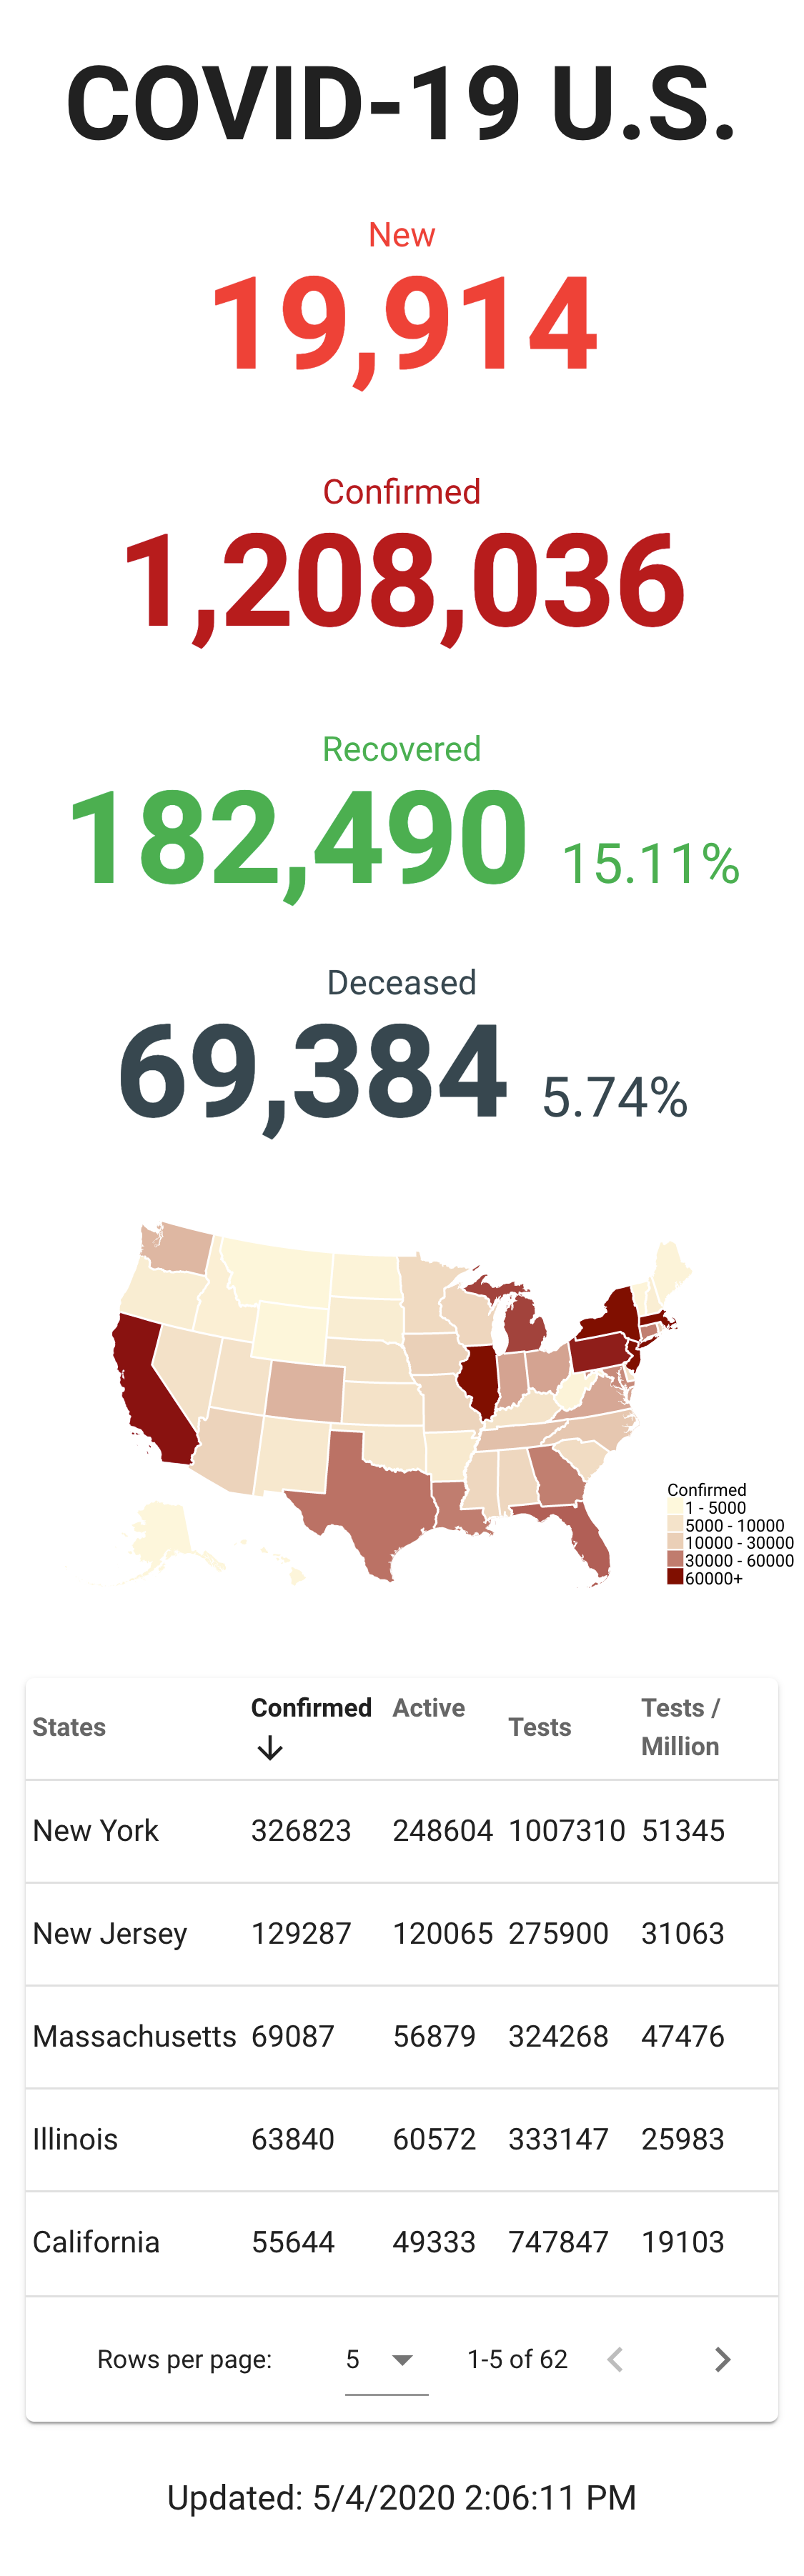 COVID-19 U.S.
New
19,914
Confirmed
1,208,036
Recovered
182,490 15.11%
Deceased
69,384 5.74%
Confirmed
1 - 5000
5000 - 10000
10000 - 30000
30000 - 60000
60000+
States Confirmed Active Tests Tests / Million
New York 326823 248604 1007310 51345
New Jersey 129287 120065 275900 31063
Massachusetts 69087 56879 324268 47476
Illinois 63840 60572 333147 25983
California 55644 49333 747847 19103
Rows per page: 5 1-5 of 62
Updated: 5/4/2020 2:06:11 PM